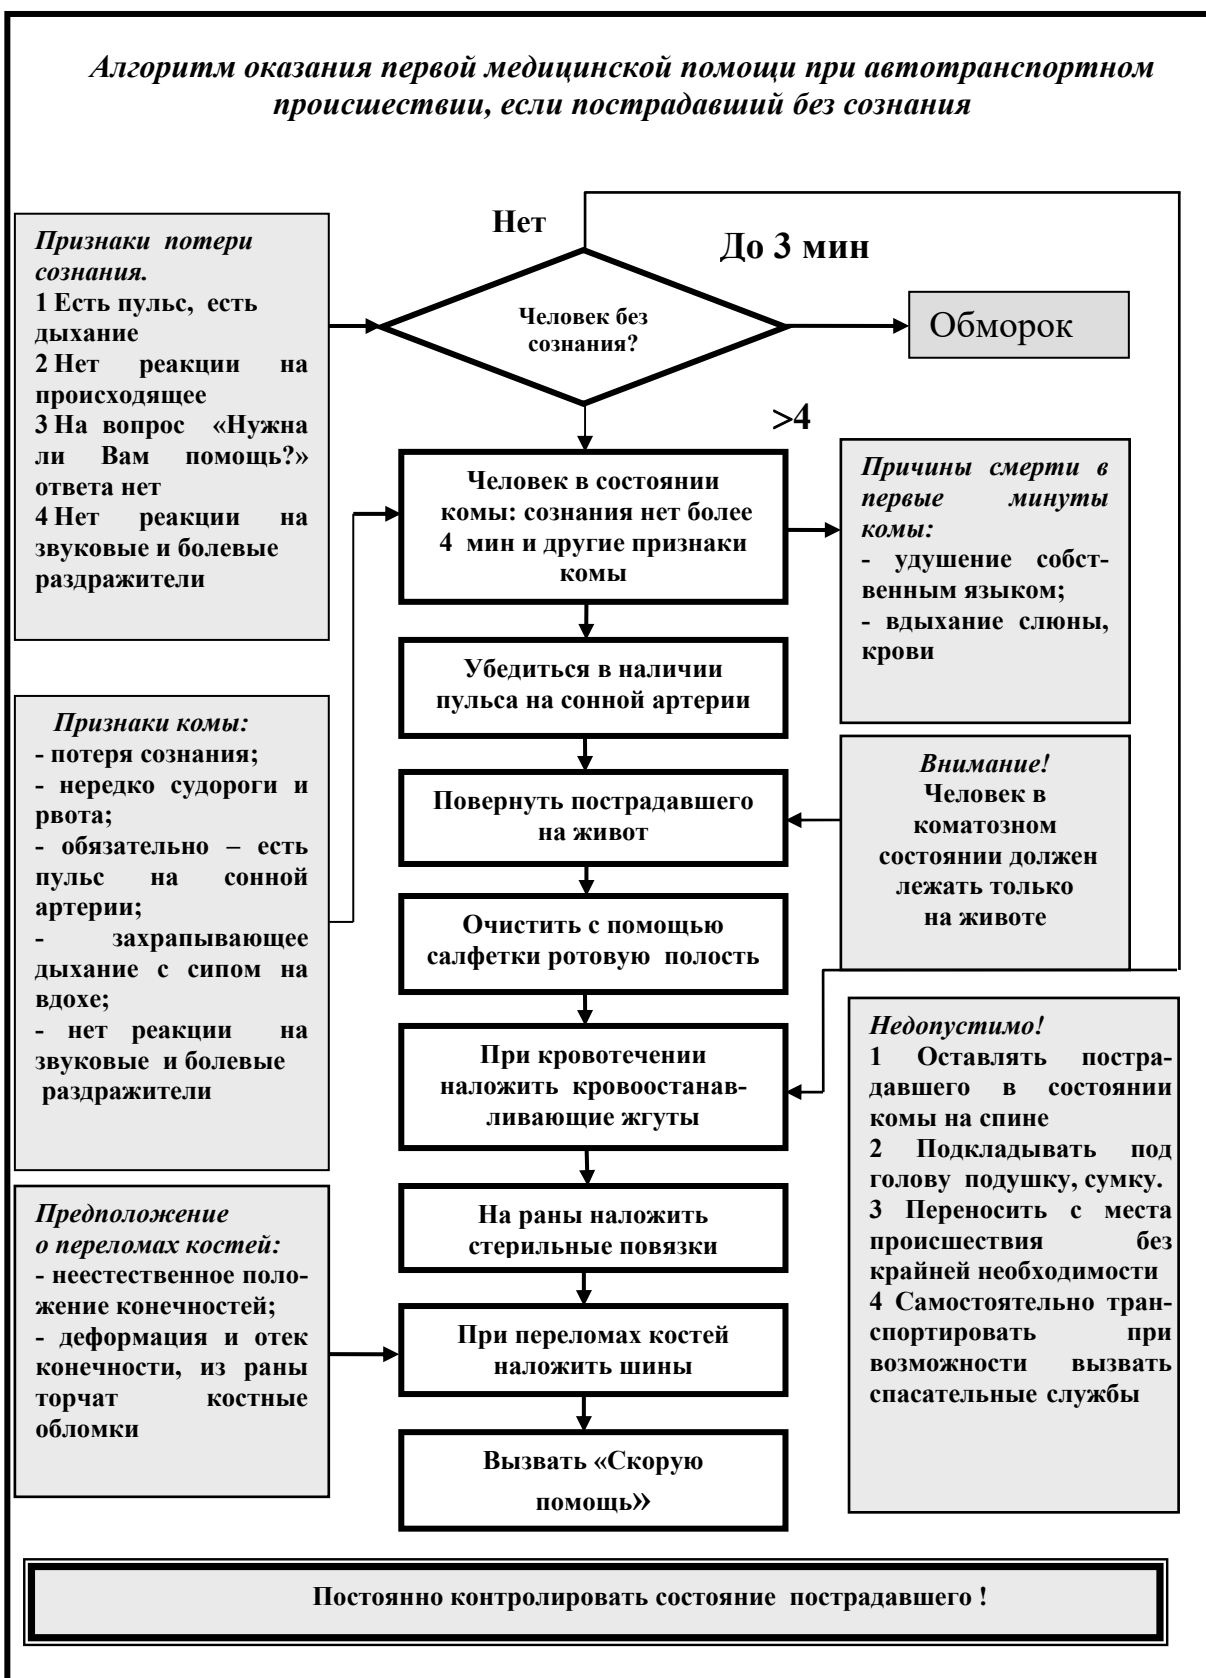 Алгоритм оказания первой медицинской помощи при автотранспортном
происшествии, если пострадавший без сознания
Нет
До 3 мин
Признаки потери
сознания.
1 Есть пульс, есть
дыхание
2 Нет реакции на
происходящее
3 На вопрос «Нужна
ли Вам помощь?»
ответа нет
4 Нет реакции на
звуковые и болевые
раздражители
Человек без
сознания?
Обморок
>4
Человек в состоянии
комы: сознания нет более
4 мин и другие признаки
комы
Причины смерти в
первые минуты
комы:
- удушение собст-
венным языком;
- вдыхание слюны,
крови
Убедиться в наличии
пульса на сонной артерии
Признаки комы:
- потеря сознания;
- нередко судороги и
рвота;
- обязательно – есть
пульс на сонной
артерии;
- захрапывающее
дыхание с сипом на
вдохе;
- нет реакции на
звуковые и болевые
раздражители
Повернуть пострадавшего
на живот
Внимание!
Человек в
коматозном
состоянии должен
лежать только
на животе
Очистить с помощью
салфетки ротовую полость
При кровотечении
наложить кровоостанав-
ливающие жгуты
Недопустимо!
1 Оставлять постра-
давшего в состоянии
комы на спине
2 Подкладывать под
голову подушку, сумку.
3 Переносить с места
происшествия без
крайней необходимости
4 Самостоятельно тран-
спортировать при
возможности вызвать
спасательные службы
На раны наложить
стерильные повязки
Предположение
о переломах костей:
- неестественное поло-
жение конечностей;
- деформация и отек
конечности, из раны
торчат костные
обломки
При переломах костей
наложить шины
Вызвать «Скорую
помощь»
Постоянно контролировать состояние пострадавшего !